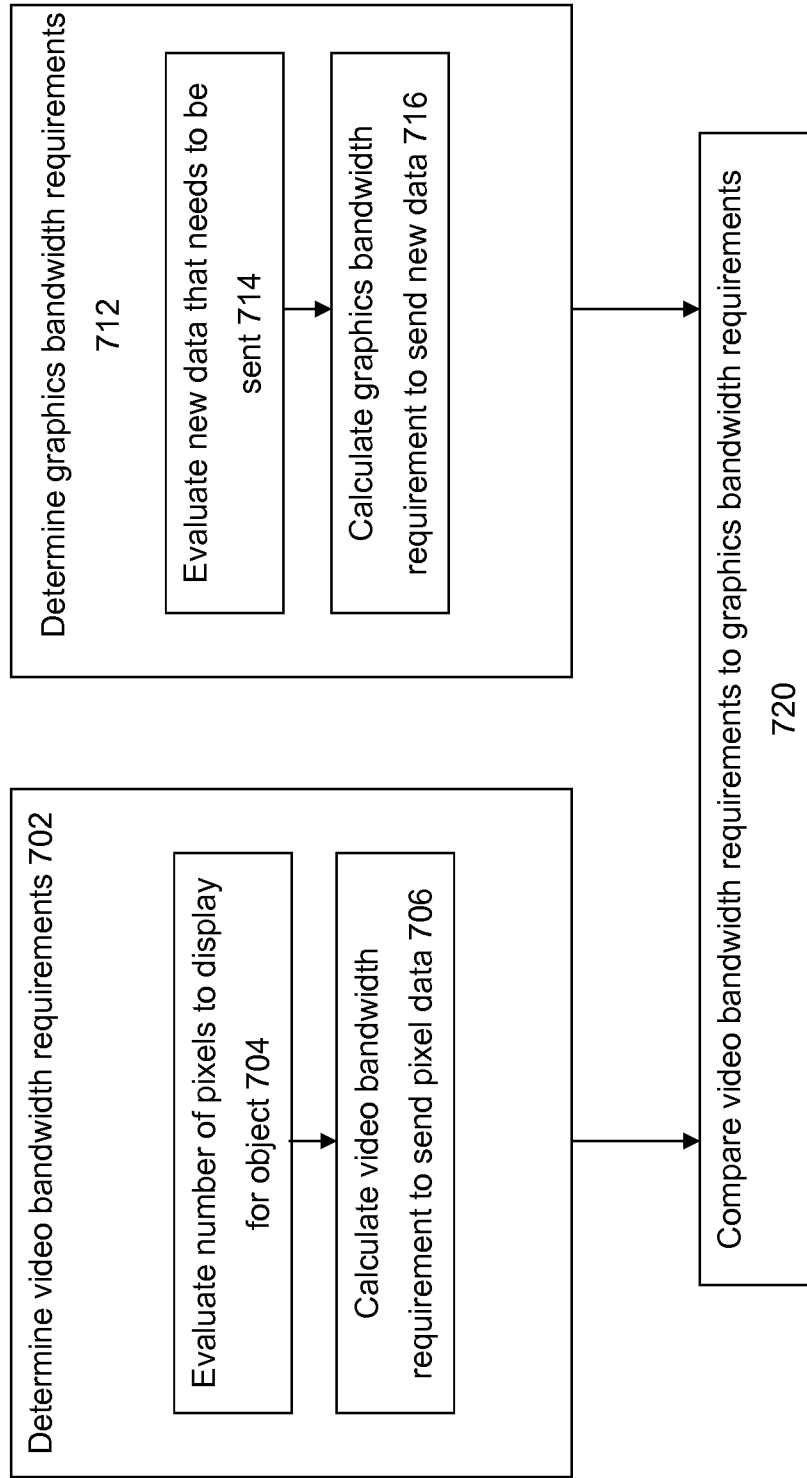 Determine video bandwidth requirements 702
Evaluate number of pixels to display
for object 704
Calculate video bandwidth
requirement to send pixel data 706
Determine graphics bandwidth requirements
712
Evaluate new data that needs to be
sent 714
Calculate graphics bandwidth
requirement to send new data 716
Compare video bandwidth requirements to graphics bandwidth requirements
720